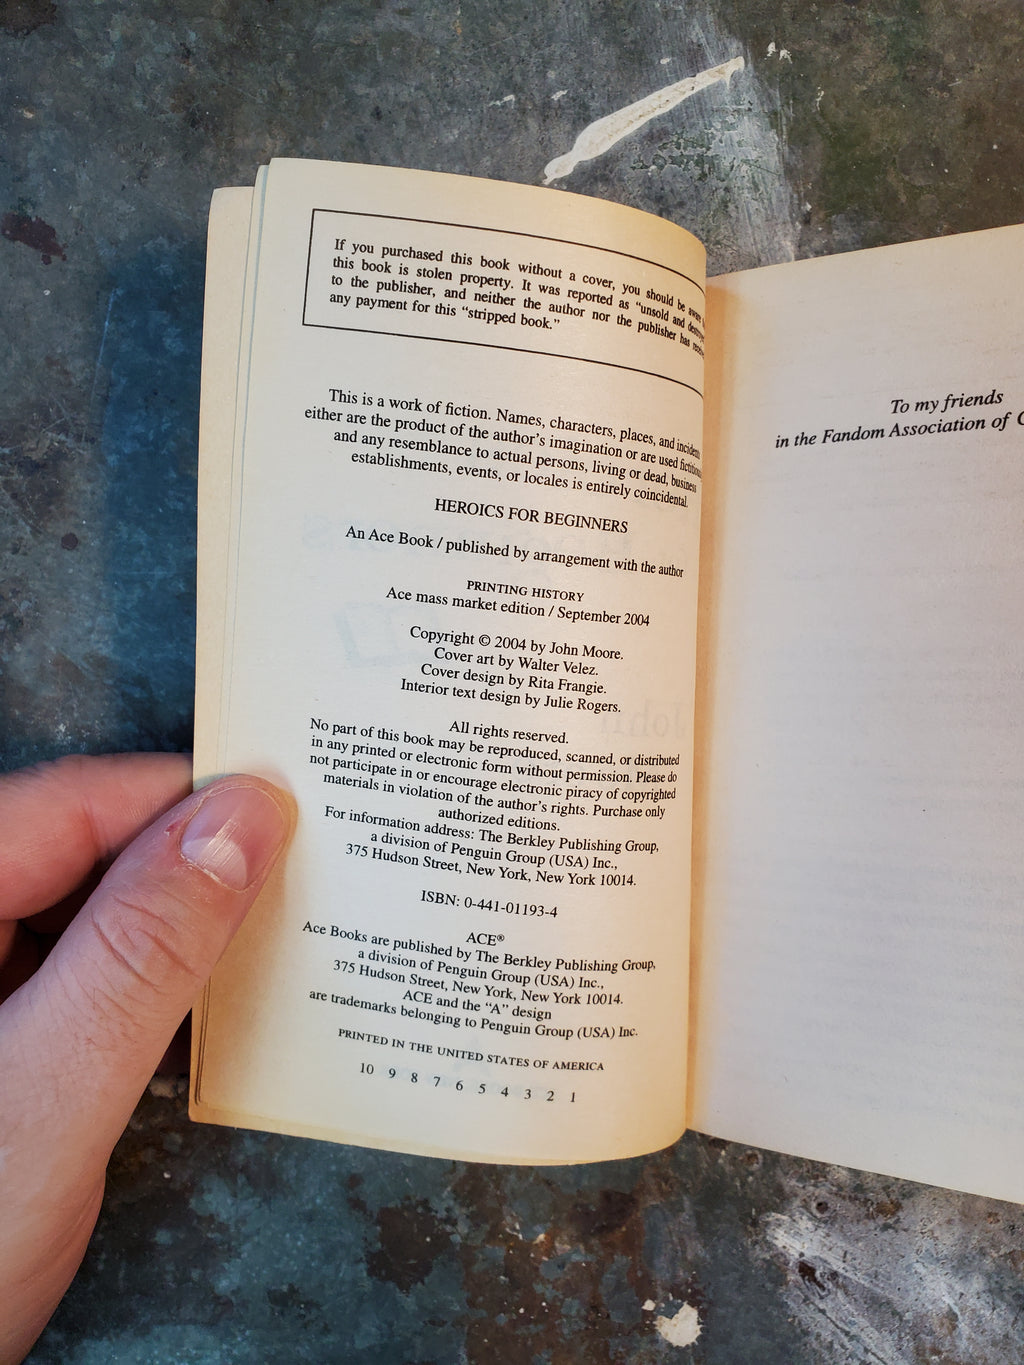 If you purchased this book without a cover, you should be aware
this book is stolen property. It was reported as "unsold and destroyed
to the publisher, and neither the author nor the publisher has received
any payment for this "stripped book."
This is a work of fiction. Names, characters, places, and incidents
either are the product of the author's imagination or are used
and any resemblance to actual persons, living or dead, business
establishments, events, or locales is entirely coincidental.
HEROICS FOR BEGINNERS
An Ace Book / published by arrangement with the author
PRINTING HISTORY
Ace mass market edition / September 2004
Copyright © 2004 by John Moore.
Cover art by Walter Velez.
Cover design by Rita Frangie.
Interior text design by Julie Rogers.
All rights reserved.
No part of this book may be reproduced, scanned, or distributed
in any printed or electronic form without permission. Please do
not participate in or encourage electronic piracy of copyrighted
materials in violation of the author's rights. Purchase only
authorized editions.
For information address: The Berkley Publishing Group,
a division of Penguin Group (USA) Inc.,
375 Hudson Street, New York, New York 10014.
ISBN: 0-441-01193-4
ACE®
Ace Books are published by The Berkley Publishing Group,
a division of Penguin Group (USA) Inc.,
375 Hudson Street, New York, New York 10014.
ACE and the "A" design
are trademarks belonging to Penguin Group (USA) Inc.
PRINTED IN THE UNITED STATES OF AMERICA
10 9 8 7 6 5 4 3 2 1
To my friends
in the Fandom Association of